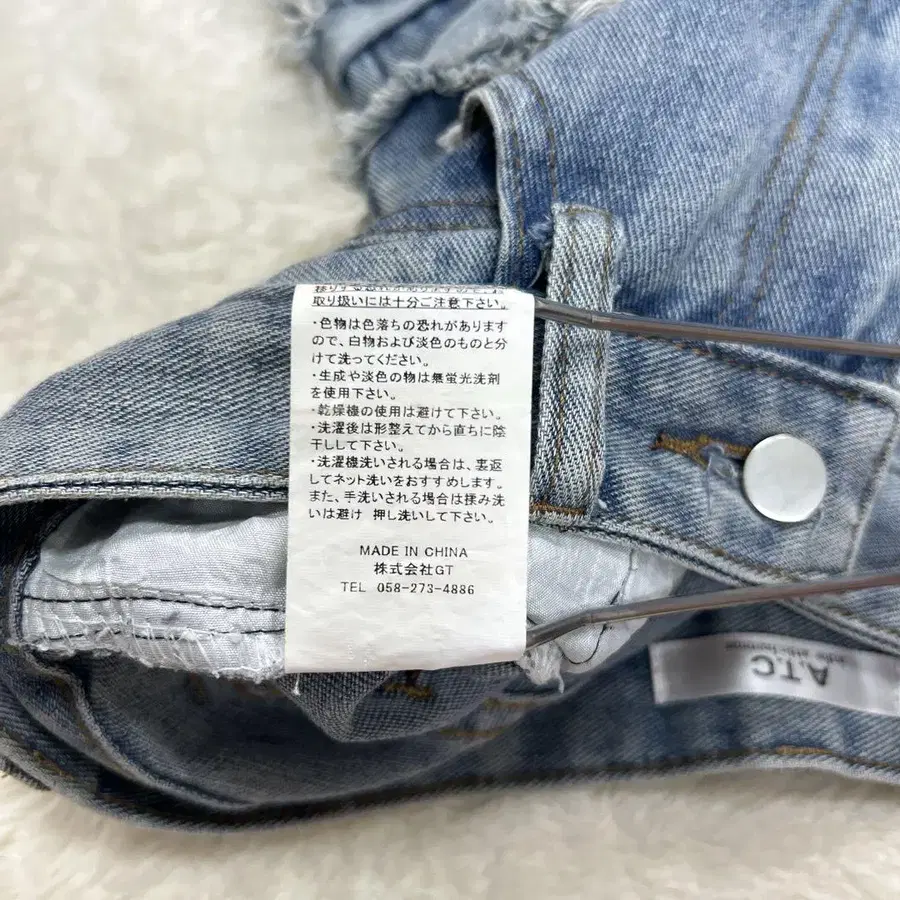 取り扱いには十分ご注意下さい。
・色物は色落ちの恐れがあります
ので、白物および淡色のものと分
けて洗ってください。
・生成や淡色の物は無蛍光洗剤
を使用下さい。
・乾燥機の使用は避けて下さい。
・洗濯後は形整えてから直ちに陰
干しして下さい。
・洗濯機洗いされる場合は、裏返
してネット洗いをおすすめします。
また、手洗いされる場合は揉み洗
いは避け 押し洗いして下さい。
MADE IN CHINA
株式会社GT
TEL 058-273-4886
A.T.C